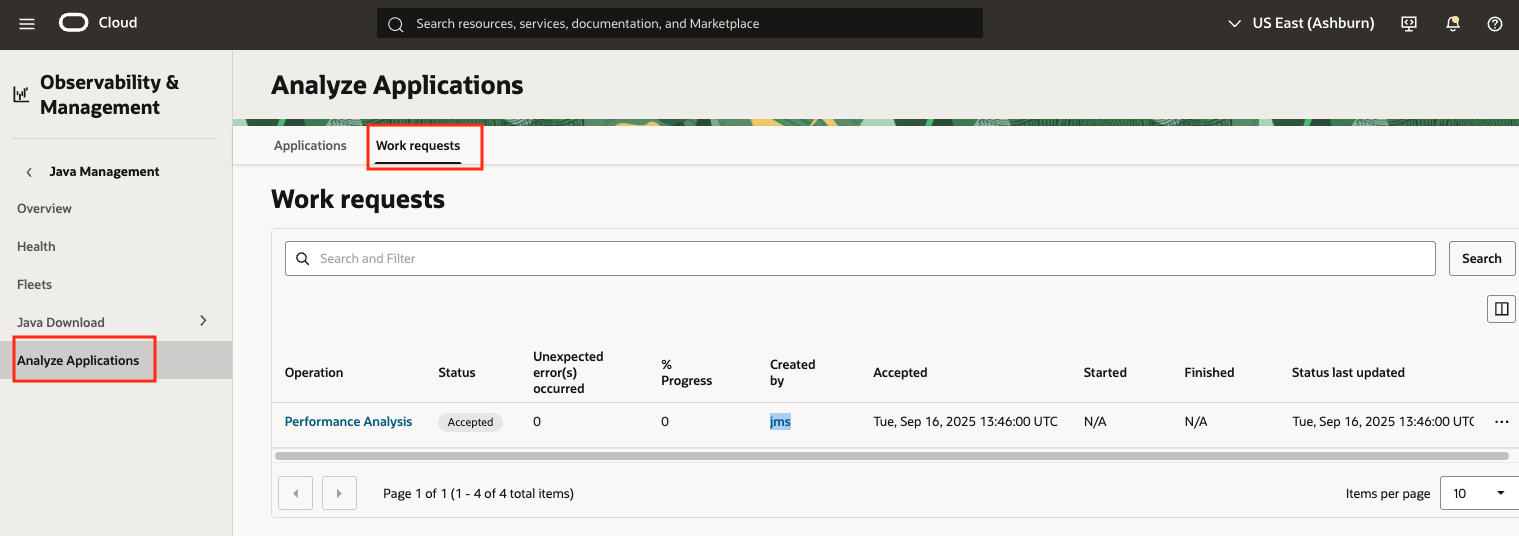 Cloud
Search resources, services, documentation, and Marketplace
US East (Ashburn)
Observability &
Management
Java Management
Overview
Health
Fleets
Java Download
Analyze Applications
Analyze Applications
Applications
Work requests
Work requests
Search and Filter
Search
Operation
Status
Unexpected
error(s)
occurred
%
Progress
Created
by
Accepted
Started
Finished
Status last updated
Performance Analysis
Accepted
0
0
jms
Tue, Sep 16, 2025 13:46:00 UTC
N/A
N/A
Tue, Sep 16, 2025 13:46:00 UTC
Page 1 of 1 (1 - 4 of 4 total items)
Items per page
10